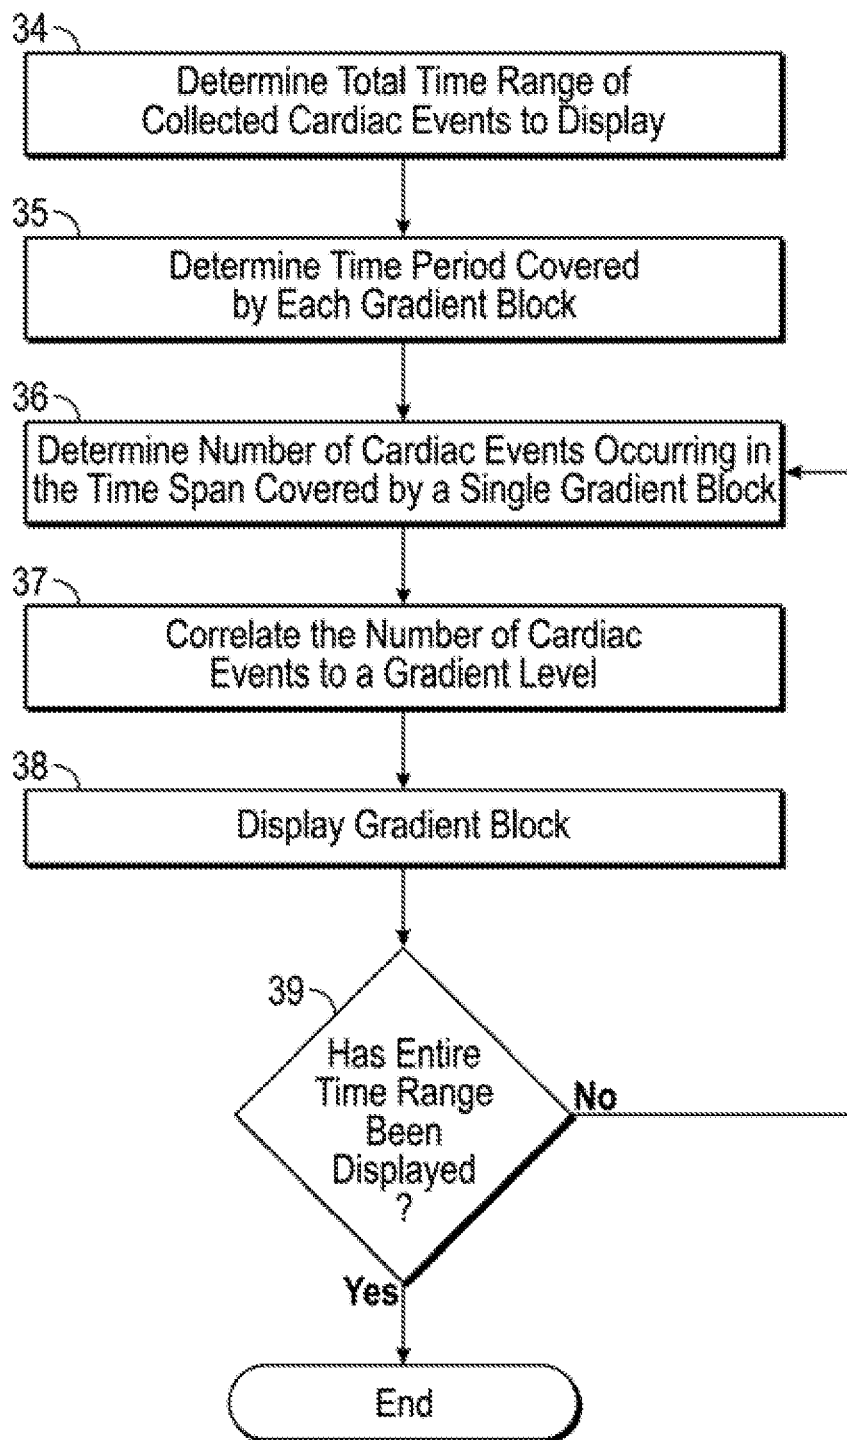 34
Determine Total Time Range of
Collected Cardiac Events to Display
35
Determine Time Period Covered
by Each Gradient Block
36
Determine Number of Cardiac Events Occurring in
the Time Span Covered by a Single Gradient Block
37
Correlate the Number of Cardiac
Events to a Gradient Level
38
Display Gradient Block
39
Has Entire
Time Range
Been
Displayed
?
No
Yes
End